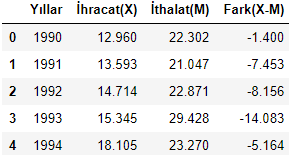 Yıllar İhracat(X) İthalat(M) Fark(X-M)
0 1990 12.960 22.302 -1.400
1 1991 13.593 21.047 -7.453
2 1992 14.714 22.871 -8.156
3 1993 15.345 29.428 -14.083
4 1994 18.105 23.270 -5.164